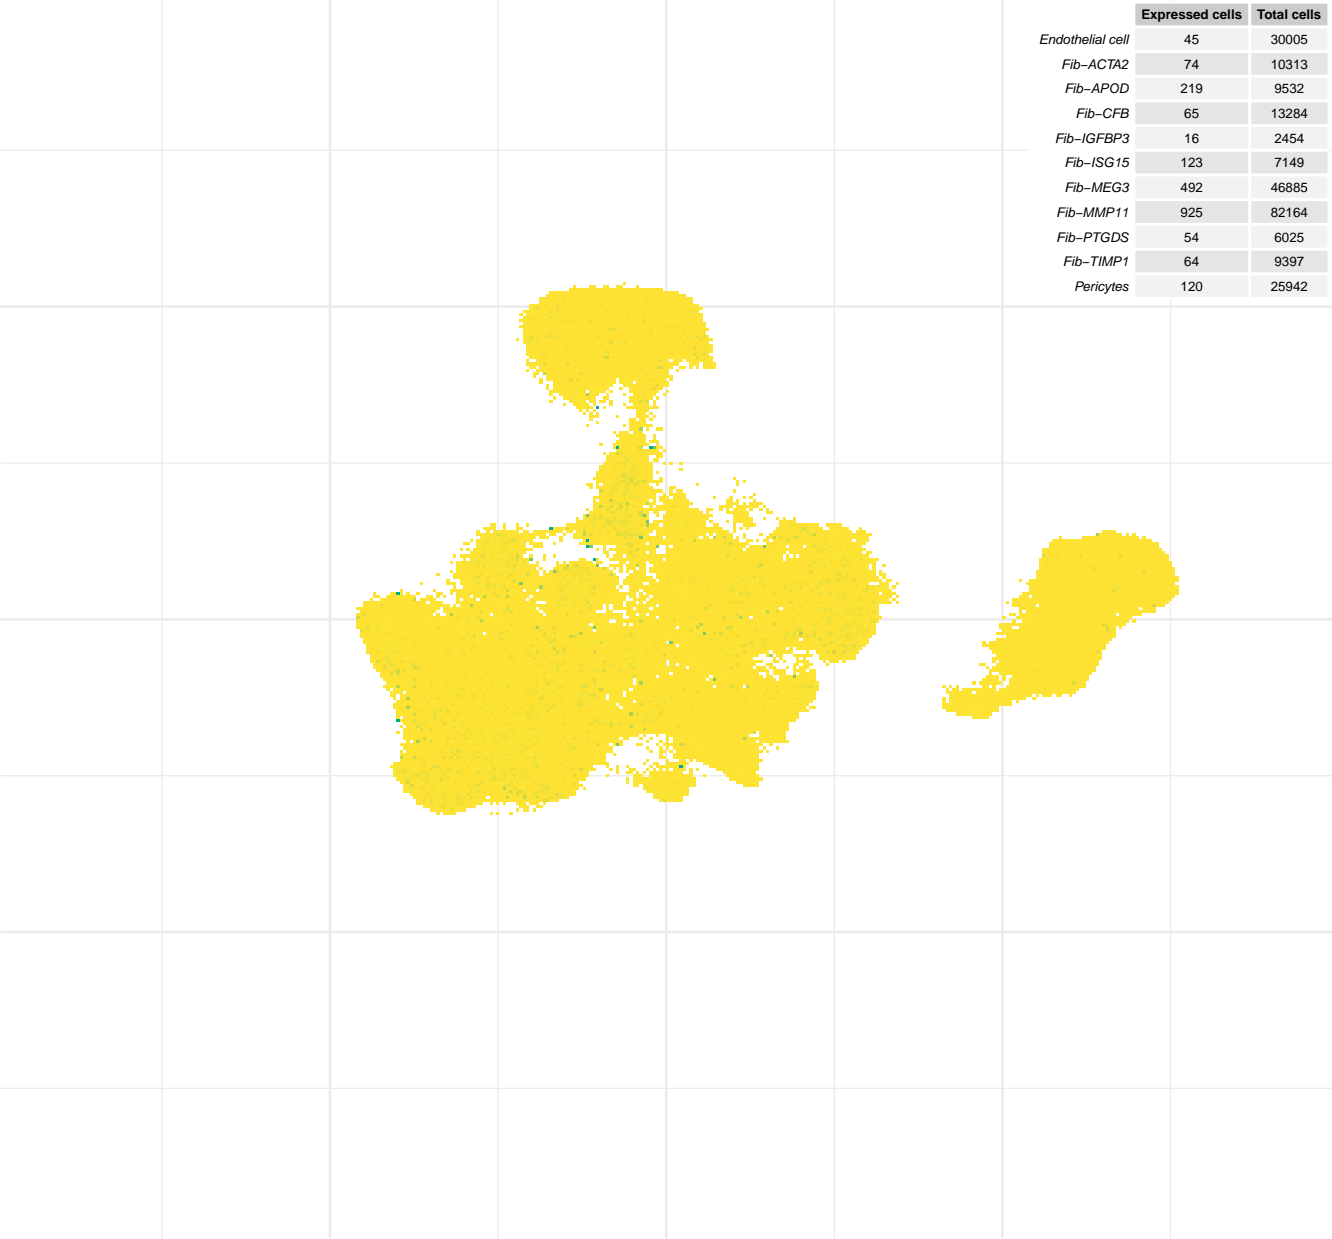 Expressed cells Total cells
Endothelial cell 45 30005
Fib−ACTA2 74 10313
Fib−APOD 219 9532
Fib−CFB 65 13284
Fib−IGFBP3 16 2454
Fib−ISG15 123 7149
Fib−MEG3 492 46885
Fib−MMP11 925 82164
Fib−PTGDS 54 6025
Fib−TIMP1 64 9397
Pericytes 120 25942